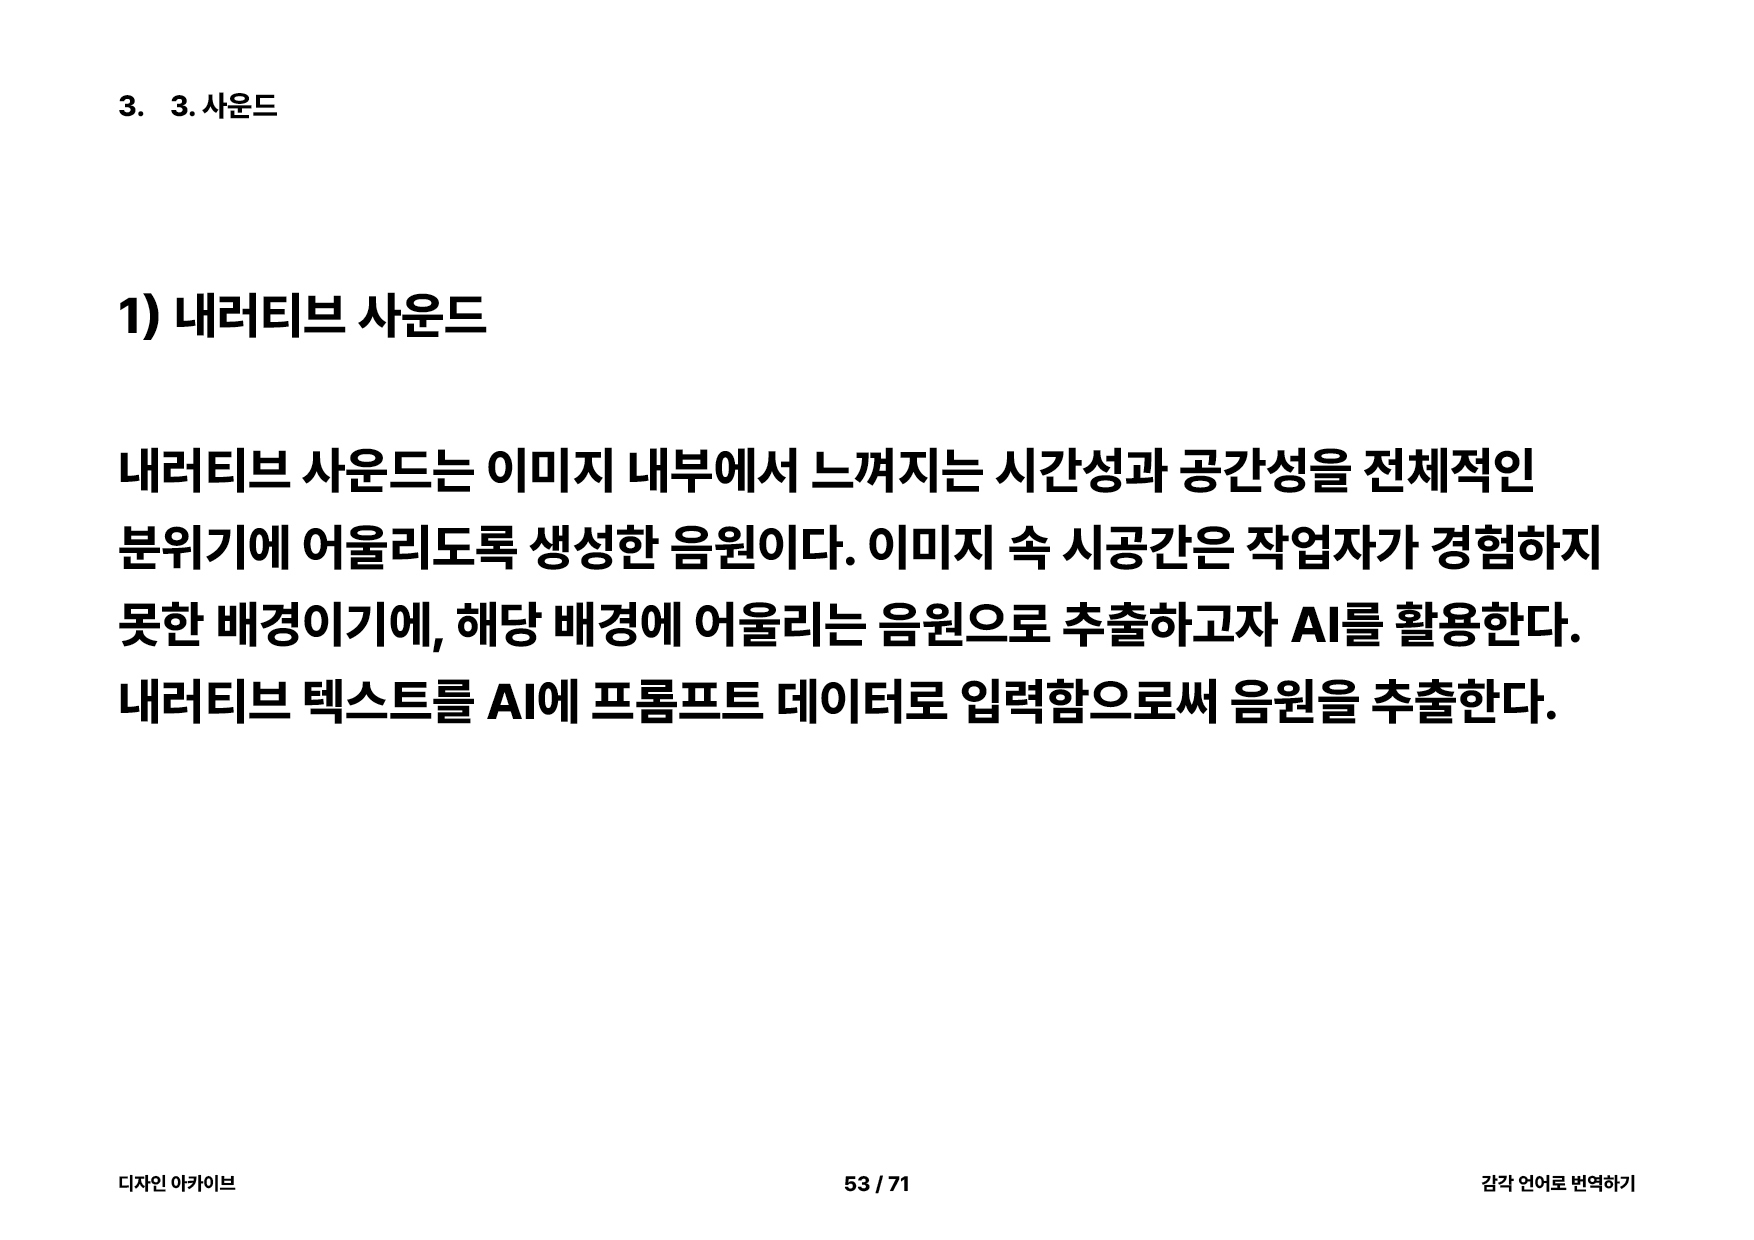 3. 3. 사운드
1) 내러티브 사운드
내러티브 사운드는 이미지 내부에서 느껴지는 시간성과 공간성을 전체적인
분위기에 어울리도록 생성한 음원이다. 이미지 속 시공간은 작업자가 경험하지
못한 배경이기에, 해당 배경에 어울리는 음원으로 추출하고자 AI를 활용한다.
내러티브 텍스트를 AI에 프롬프트 데이터로 입력함으로써 음원을 추출한다.
디자인 아카이브
53 / 71
감각 언어로 번역하기